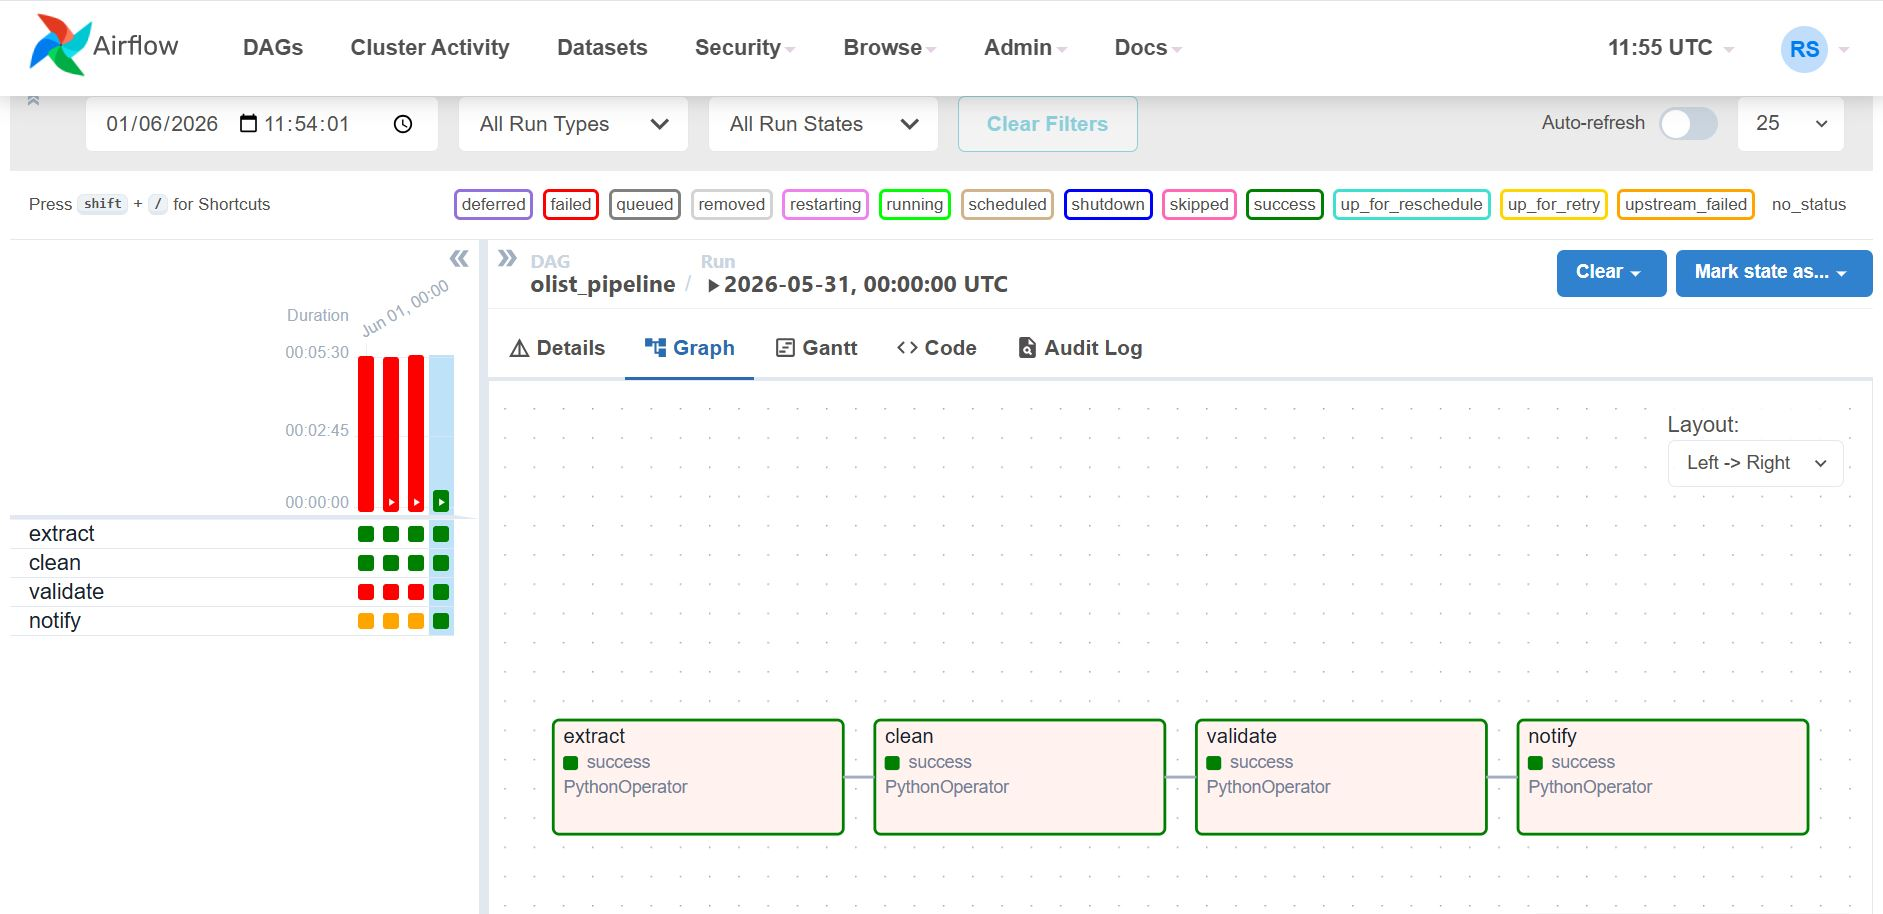 Airflow
DAGs Cluster Activity Datasets Security Browse Admin Docs 11:55 UTC RS
01/06/2026 11:54:01 All Run Types All Run States Clear Filters Auto-refresh 25
Press shift + / for Shortcuts deferred failed queued removed restarting running scheduled shutdown skipped success up_for_reschedule up_for_retry upstream_failed no_status
DAG Run
olist_pipeline / 2026-05-31, 00:00:00 UTC Clear Mark state as...
Jun 01, 00:00
Duration
00:05:30
00:02:45
00:00:00
extract
clean
validate
notify
Details Graph Gantt Code Audit Log
Layout:
Left -> Right
extract
success
PythonOperator
clean
success
PythonOperator
validate
success
PythonOperator
notify
success
PythonOperator